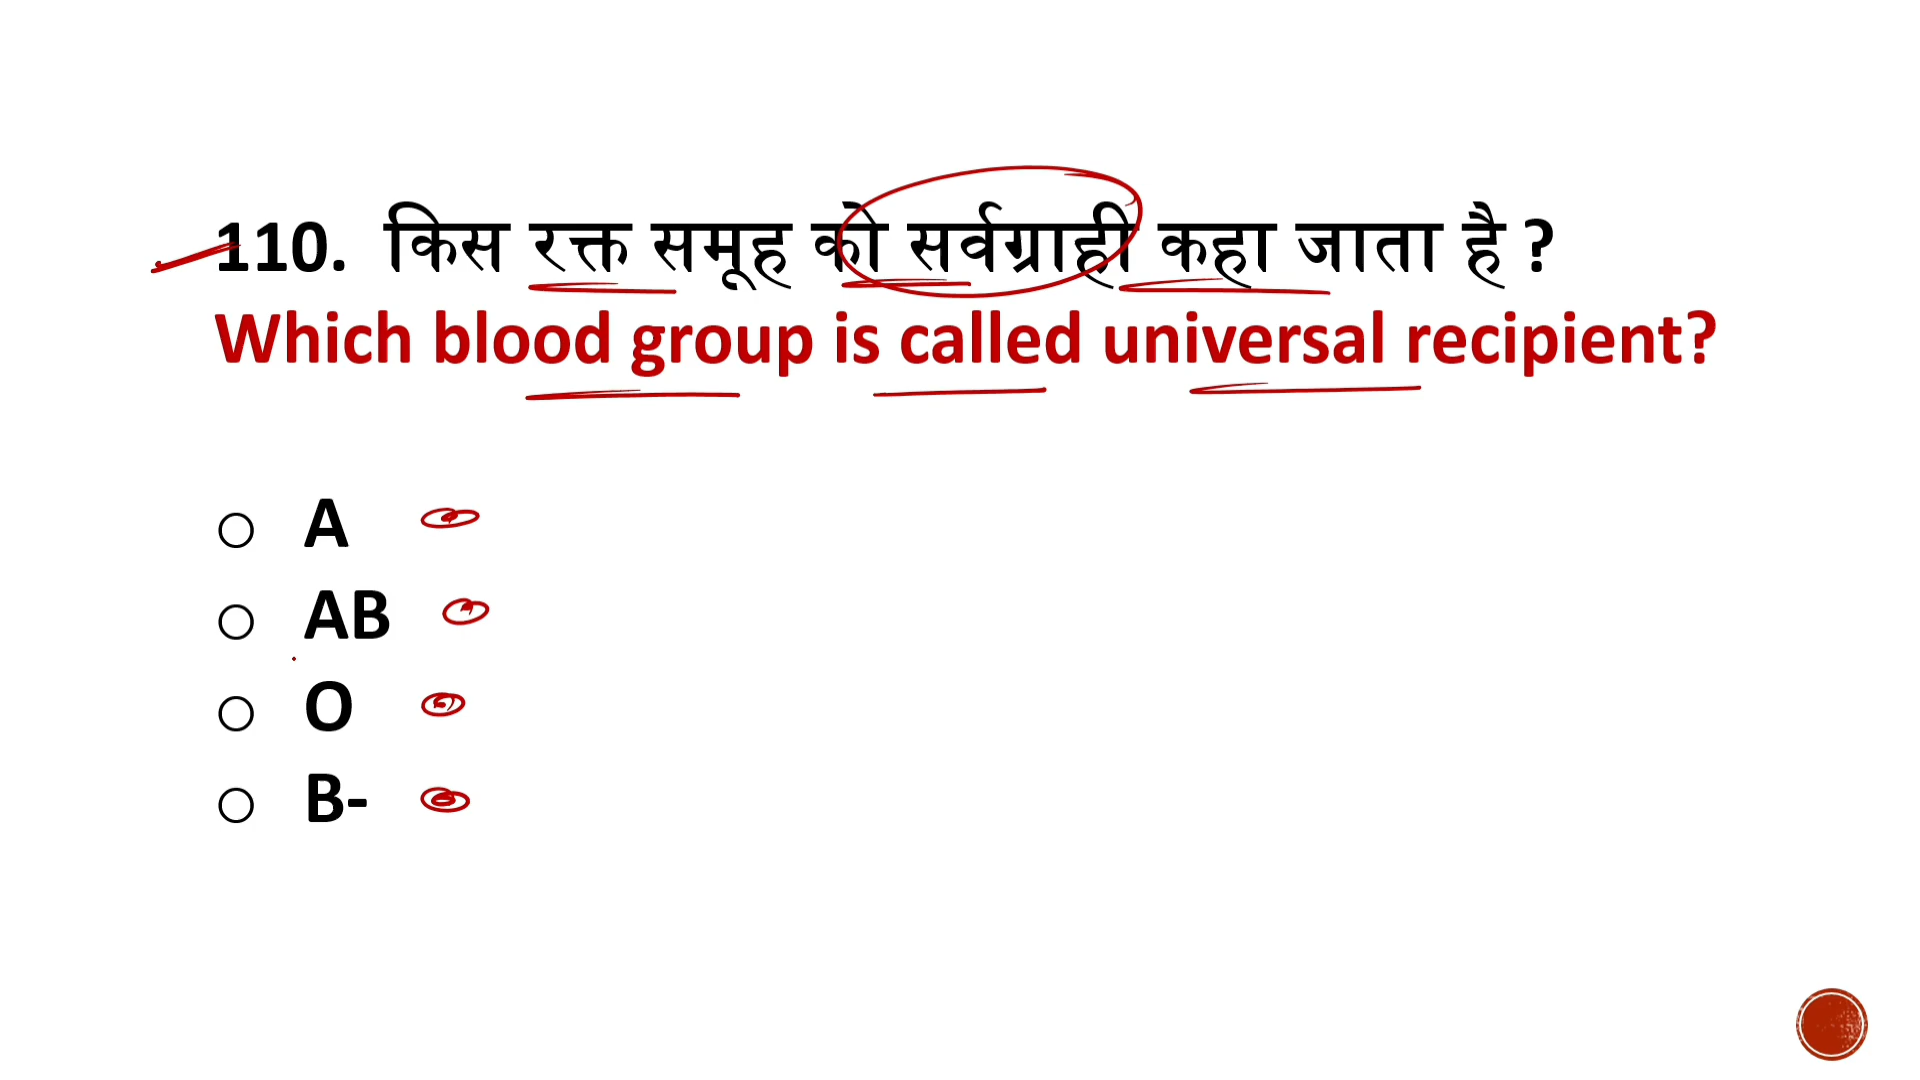 110. किस रक्त समूह को सर्वग्राही कहा जाता है ?
Which blood group is called universal recipient?
A
AB
O
B-